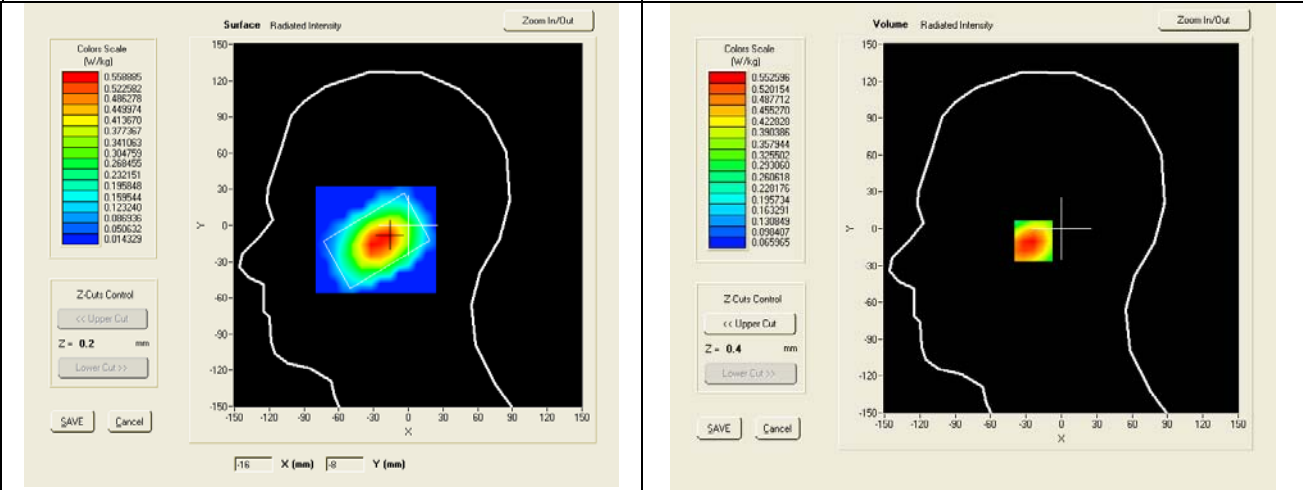 Surface Radiated Intensity
Zoom In/Out
Colors Scale
(W/kg)
0.558885
0.522582
0.486278
0.449974
0.413670
0.377367
0.341063
0.304759
0.268455
0.232151
0.195848
0.159544
0.123240
0.086936
0.050632
0.014329
Z-Cuts Control
<< Upper Cut
Z = 0.2 mm
Lower Cut >>
SAVE Cancel
150
120
90
60
30
0
-30
-60
-90
-120
-150
Y
-150 -120 -90 -60 -30 0 30 60 90 120 150
X
-16 X (mm) -8 Y (mm)
Volume Radiated Intensity
Zoom In/Out
Colors Scale
(W/kg)
0.552596
0.520154
0.487712
0.455270
0.422828
0.390386
0.357944
0.325502
0.293060
0.260618
0.228176
0.195734
0.163291
0.130849
0.098407
0.065965
Z-Cuts Control
<< Upper Cut
Z = 0.4 mm
Lower Cut >>
SAVE Cancel
150
120
90
60
30
0
-30
-60
-90
-120
-150
Y
-150 -120 -90 -60 -30 0 30 60 90 120 150
X